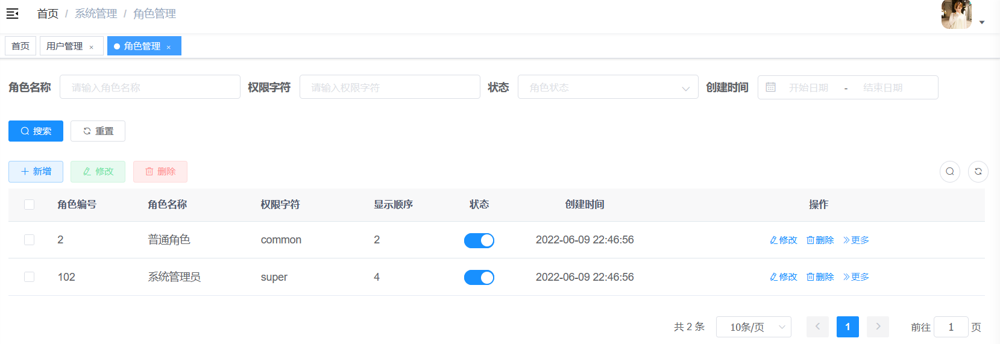 首页 / 系统管理 / 角色管理
首页 用户管理 × 角色管理 ×
角色名称 请输入角色名称 权限字符 请输入权限字符 状态 角色状态 创建时间 开始日期 - 结束日期
搜索 重置
新增 修改 删除
角色编号 角色名称 权限字符 显示顺序 状态 创建时间 操作
2 普通角色 common 2 2022-06-09 22:46:56 修改 删除 更多
102 系统管理员 super 4 2022-06-09 22:46:56 修改 删除 更多
共 2 条 10条/页 1 前往 1 页